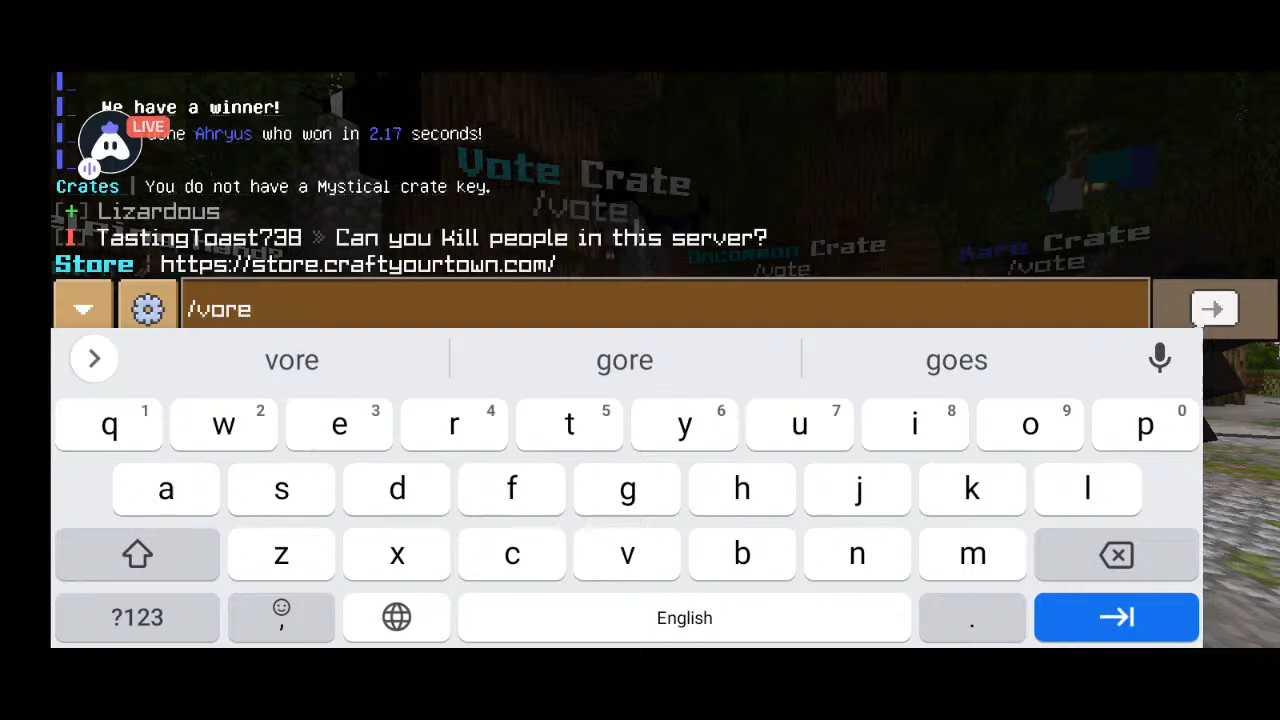 We have a winner!
LIVE
Ahryus who won in 2.17 seconds!
Vote Crate
/vote
Crates | You do not have a Mystical crate key.
[+] Lizardous
[I] TastingToast738 » Can you kill people in this server?
Uncommon Crate
/vote
Rare Crate
/vote
Store | https://store.craftyourtown.com/
/vore
vore gore goes
q 1 w 2 e 3 r 4 t 5 y 6 u 7 i 8 o 9 p 0
a s d f g h j k l
z x c v b n m
?123 , English .